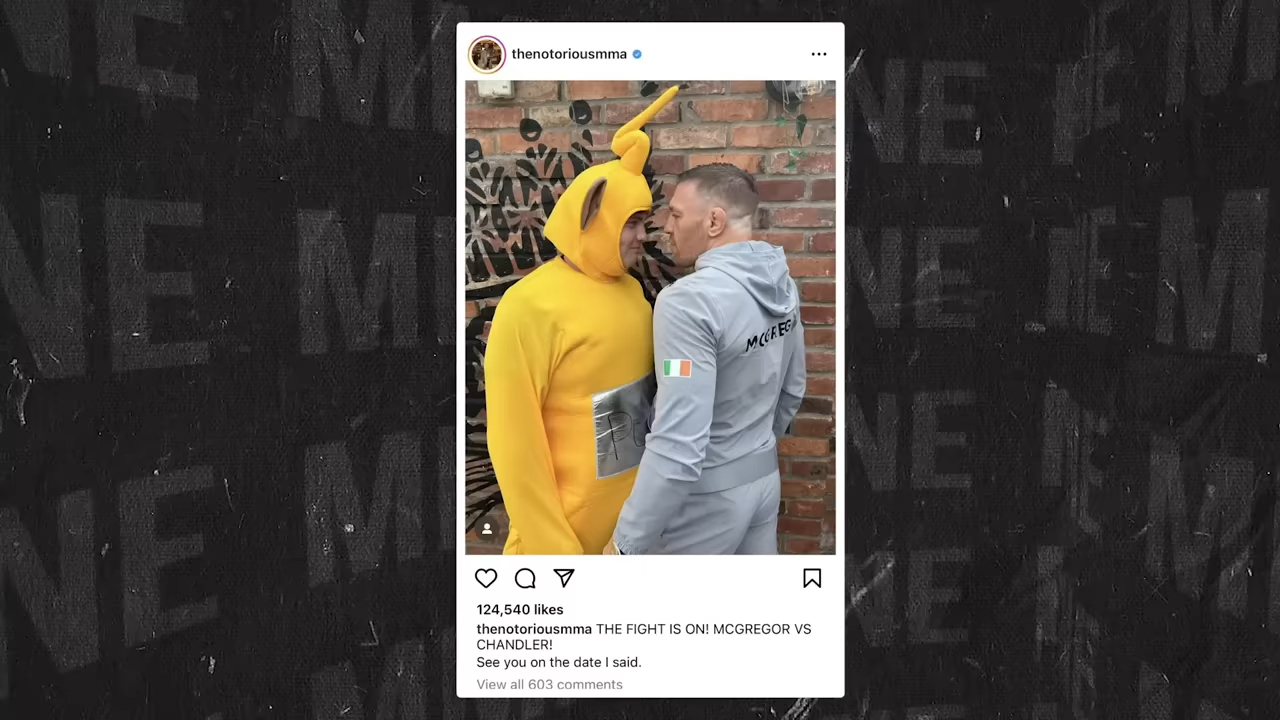 thenotoriousmma
MCGREG
124,540 likes
thenotoriousmma THE FIGHT IS ON! MCGREGOR VS
CHANDLER!
See you on the date I said.
View all 603 comments